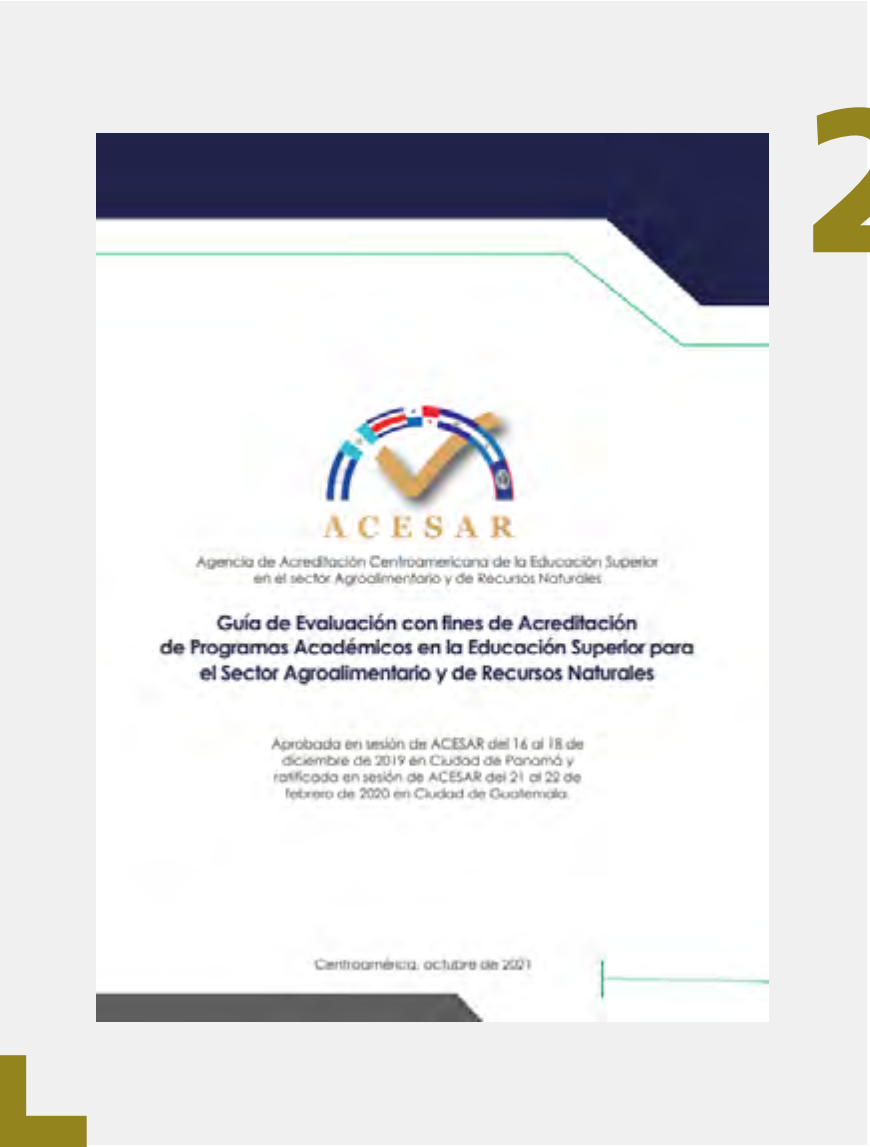 2
ACESAR
Agencia de Acreditación Centroamericana de la Educación Superior
en el sector Agroalimentario y de Recursos Naturales
Guía de Evaluación con fines de Acreditación
de Programas Académicos en la Educación Superior para
el Sector Agroalimentario y de Recursos Naturales
Aprobada en sesión de ACESAR del 16 al 18 de
diciembre de 2019 en Ciudad de Panamá y
ratificada en sesión de ACESAR del 21 al 22 de
febrero de 2020 en Ciudad de Guatemala.
Centroamérica, octubre de 2021